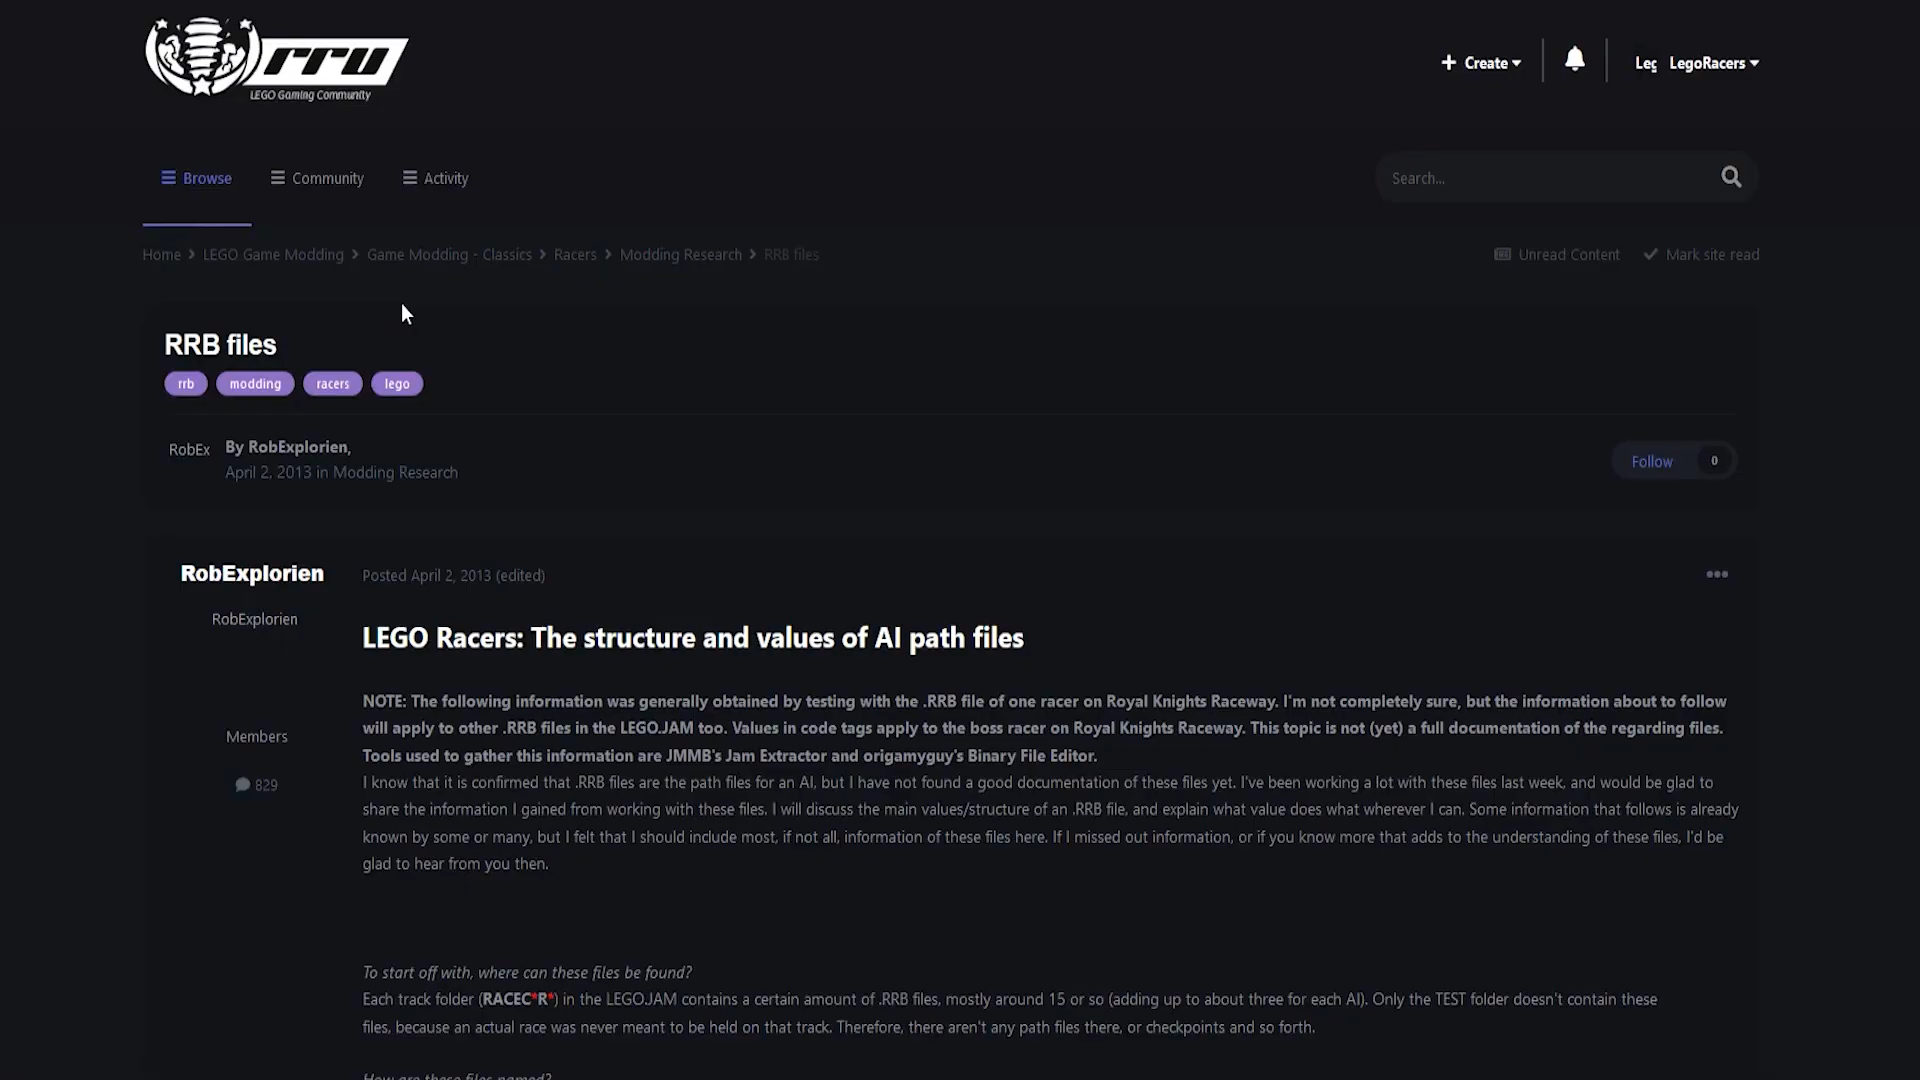 rru
LEGO Gaming Community
Create
Leg LegoRacers
Browse
Community
Activity
Search...
Home > LEGO Game Modding > Game Modding - Classics > Racers > Modding Research > RRB files
Unread Content
Mark site read
RRB files
rrb modding racers lego
RobEx
By RobExplorien,
April 2, 2013 in Modding Research
Follow 0
RobExplorien
Posted April 2, 2013 (edited)
RobExplorien
Members
829
LEGO Racers: The structure and values of AI path files
NOTE: The following information was generally obtained by testing with the .RRB file of one racer on Royal Knights Raceway. I'm not completely sure, but the information about to follow
will apply to other .RRB files in the LEGO.JAM too. Values in code tags apply to the boss racer on Royal Knights Raceway. This topic is not (yet) a full documentation of the regarding files.
Tools used to gather this information are JMMB's Jam Extractor and origamyguy's Binary File Editor.
I know that it is confirmed that .RRB files are the path files for an AI, but I have not found a good documentation of these files yet. I've been working a lot with these files last week, and would be glad to
share the information I gained from working with these files. I will discuss the main values/structure of an .RRB file, and explain what value does what wherever I can. Some information that follows is already
known by some or many, but I felt that I should include most, if not all, information of these files here. If I missed out information, or if you know more that adds to the understanding of these files, I'd be
glad to hear from you then.
To start off with, where can these files be found?
Each track folder (RACEC*R*) in the LEGO.JAM contains a certain amount of .RRB files, mostly around 15 or so (adding up to about three for each AI). Only the TEST folder doesn't contain these
files, because an actual race was never meant to be held on that track. Therefore, there aren't any path files there, or checkpoints and so forth.
How are these files named?